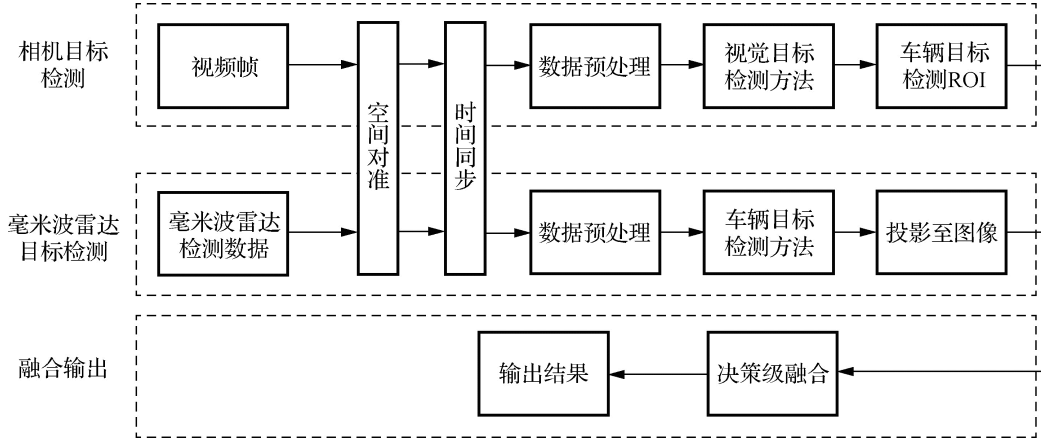 相机目标
检测
视频帧
空间对准
时间同步
数据预处理
视觉目标
检测方法
车辆目标
检测ROI
毫米波雷达
目标检测
毫米波雷达
检测数据
数据预处理
车辆目标
检测方法
投影至图像
融合输出
输出结果
决策级融合